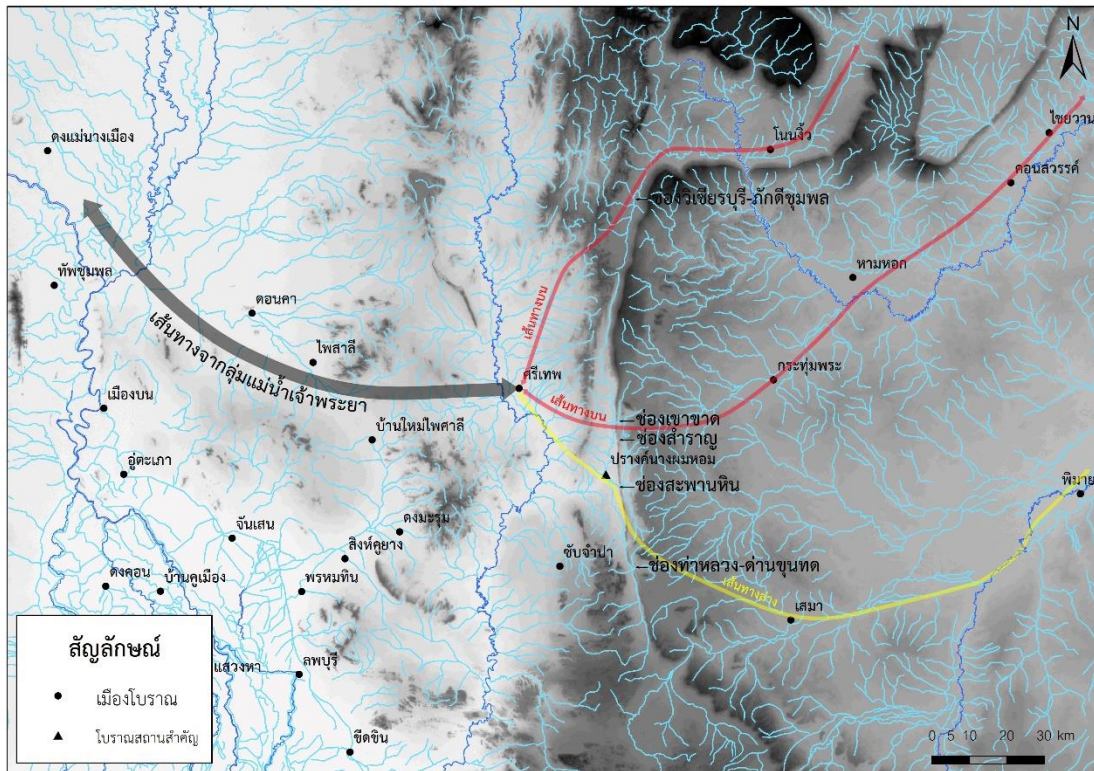 N
ดงแม่นางเมือง
โนนงิ้ว
ไชยวาน
คอนสวรรค์
ช่องวิเชียรบุรี-ภักดีชุมพล
ทัพชุมพล
ดอนคา
หามหอก
เส้นทางบน
ไพสาลี
เส้นทางจากลุ่มแม่น้ำเจ้าพระยา
ศรีเทพ
กระทุ่มพระ
เมืองบน
เส้นทางบน
ช่องเขาขาด
บ้านใหม่ไพศาลี
ช่องสำราญ
อู่ตะเภา
ปรางค์นางผมหอม
ช่องสะพานหิน
พิมาย
จันเสน
ดงมะรุม
สิงห์คูยาง
ซับจำปา
ช่องท่าหลวง-ด่านขุนทด
ดงคอน
บ้านคูเมือง
พรหมทิน
เส้นทางล่าง
เสมา
สัญลักษณ์
แสวงหา
ลพบุรี
เมืองโบราณ
โบราณสถานสำคัญ
ขีดขิน
0 5 10 20 30 km